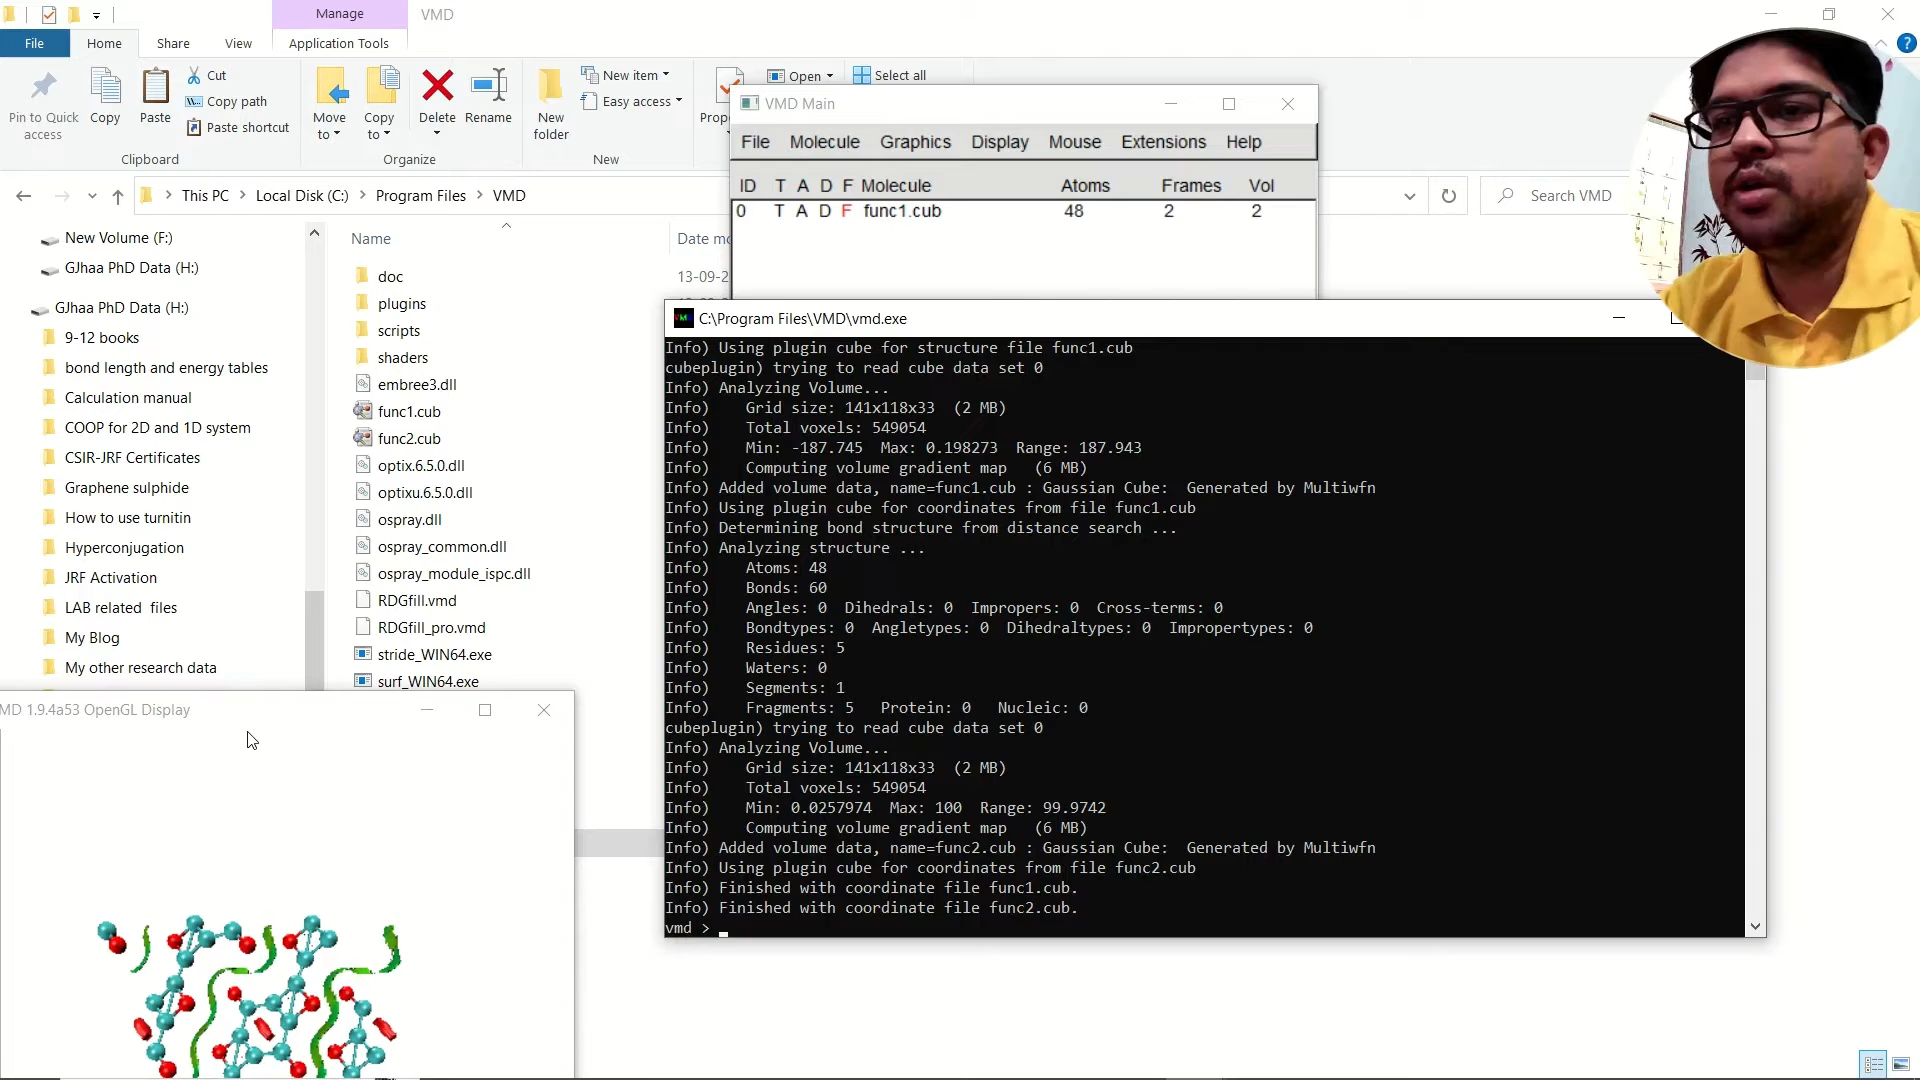 Manage
VMD
File
Home
Share
View
Application Tools
Pin to Quick access
Copy
Paste
Cut
Copy path
Paste shortcut
Clipboard
Move to
Copy to
Delete
Rename
Organize
New folder
New item
Easy access
New
Open
Select all
This PC
Local Disk (C:)
Program Files
VMD
Search VMD
New Volume (F:)
GJhaa PhD Data (H:)
GJhaa PhD Data (H:)
9-12 books
bond length and energy tables
Calculation manual
COOP for 2D and 1D system
CSIR-JRF Certificates
Graphene sulphide
How to use turnitin
Hyperconjugation
JRF Activation
LAB related files
My Blog
My other research data
Name
doc
plugins
scripts
shaders
embree3.dll
func1.cub
func2.cub
optix.6.5.0.dll
optixu.6.5.0.dll
ospray.dll
ospray_common.dll
ospray_module_ispc.dll
RDGfill.vmd
RDGfill_pro.vmd
stride_WIN64.exe
surf_WIN64.exe
VMD Main
File Molecule Graphics Display Mouse Extensions Help
ID T A D F Molecule Atoms Frames Vol
0 T A D F func1.cub 48 2 2
C:\Program Files\VMD\vmd.exe
Info) Using plugin cube for structure file func1.cub
cubeplugin) trying to read cube data set 0
Info) Analyzing Volume...
Info) Grid size: 141x118x33 (2 MB)
Info) Total voxels: 549054
Info) Min: -187.745 Max: 0.198273 Range: 187.943
Info) Computing volume gradient map (6 MB)
Info) Added volume data, name=func1.cub : Gaussian Cube: Generated by Multiwfn
Info) Using plugin cube for coordinates from file func1.cub
Info) Determining bond structure from distance search ...
Info) Analyzing structure ...
Info) Atoms: 48
Info) Bonds: 60
Info) Angles: 0 Dihedrals: 0 Impropers: 0 Cross-terms: 0
Info) Bondtypes: 0 Angletypes: 0 Dihedraltypes: 0 Impropertypes: 0
Info) Residues: 5
Info) Waters: 0
Info) Segments: 1
Info) Fragments: 5 Protein: 0 Nucleic: 0
cubeplugin) trying to read cube data set 0
Info) Analyzing Volume...
Info) Grid size: 141x118x33 (2 MB)
Info) Total voxels: 549054
Info) Min: 0.0257974 Max: 100 Range: 99.9742
Info) Computing volume gradient map (6 MB)
Info) Added volume data, name=func2.cub : Gaussian Cube: Generated by Multiwfn
Info) Using plugin cube for coordinates from file func2.cub
Info) Finished with coordinate file func1.cub.
Info) Finished with coordinate file func2.cub.
vmd >
MD 1.9.4a53 OpenGL Display